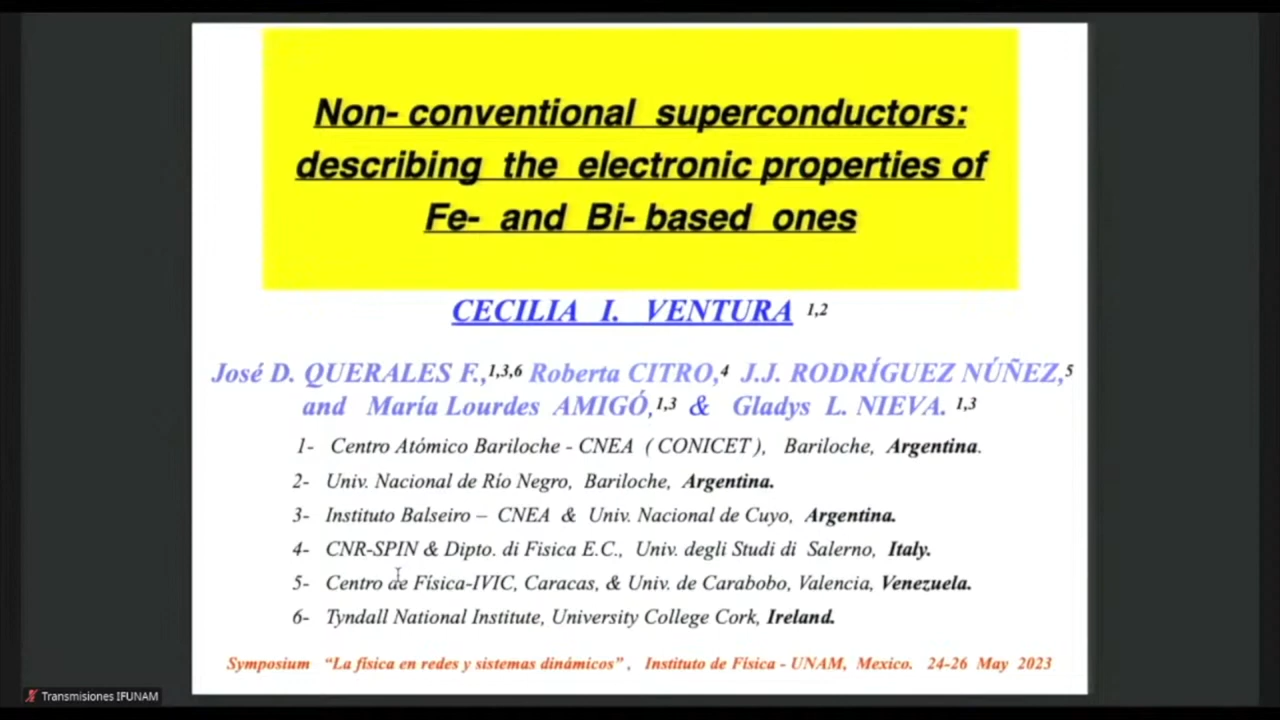 Non- conventional superconductors:
describing the electronic properties of
Fe- and Bi- based ones
CECILIA I. VENTURA 1,2
José D. QUERALES F.,1,3,6 Roberta CITRO,4 J.J. RODRÍGUEZ NÚÑEZ,5
and María Lourdes AMIGÓ,1,3 & Gladys L. NIEVA. 1,3
1- Centro Atómico Bariloche - CNEA ( CONICET ), Bariloche, Argentina.
2- Univ. Nacional de Río Negro, Bariloche, Argentina.
3- Instituto Balseiro – CNEA & Univ. Nacional de Cuyo, Argentina.
4- CNR-SPIN & Dipto. di Fisica E.C., Univ. degli Studi di Salerno, Italy.
5- Centro de Física-IVIC, Caracas, & Univ. de Carabobo, Valencia, Venezuela.
6- Tyndall National Institute, University College Cork, Ireland.
Symposium “La física en redes y sistemas dinámicos” , Instituto de Física - UNAM, Mexico. 24-26 May 2023
Transmisiones IFUNAM